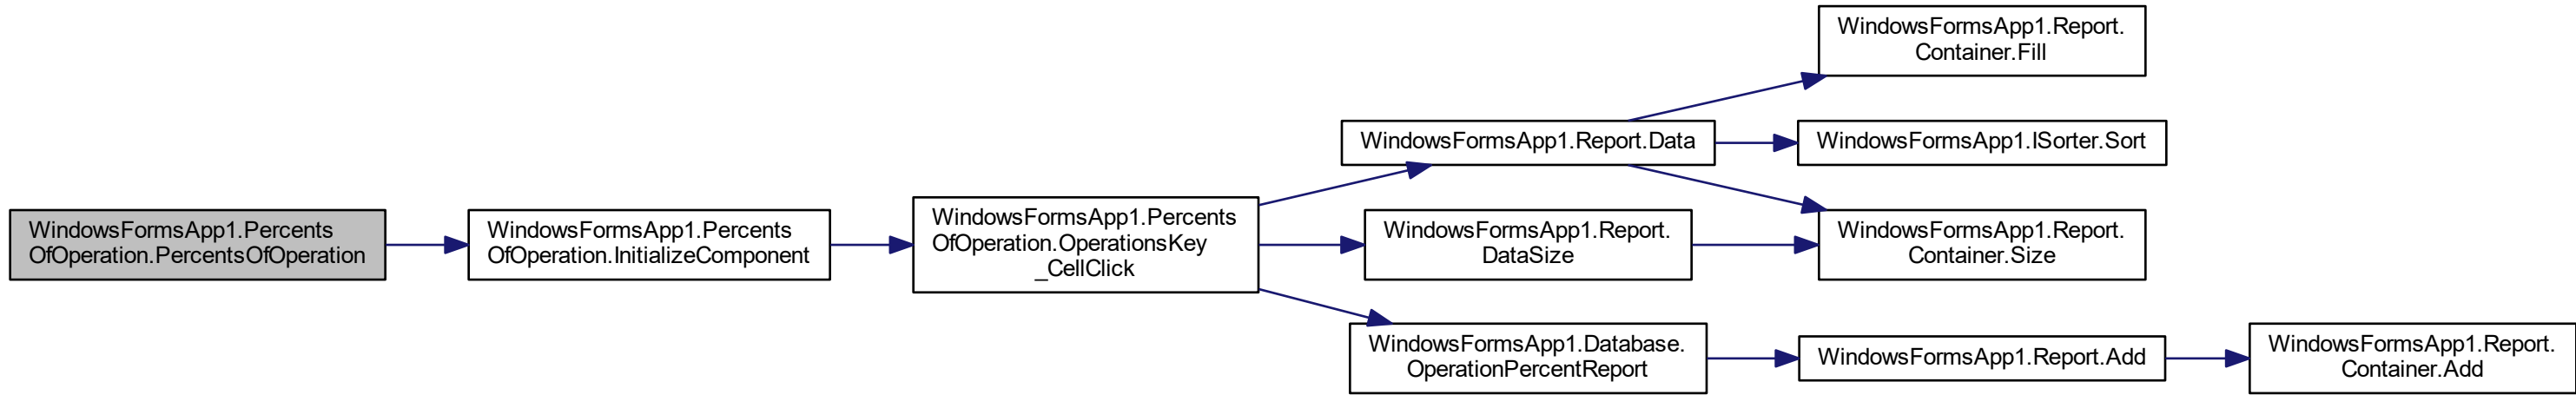 WindowsFormsApp1.Percents
OfOperation.PercentsOfOperation
WindowsFormsApp1.Percents
OfOperation.InitializeComponent
WindowsFormsApp1.Percents
OfOperation.OperationsKey
_CellClick
WindowsFormsApp1.Report.Data
WindowsFormsApp1.Report.
Container.Fill
WindowsFormsApp1.ISorter.Sort
WindowsFormsApp1.Report.
Container.Size
WindowsFormsApp1.Report.
DataSize
WindowsFormsApp1.Database.
OperationPercentReport
WindowsFormsApp1.Report.Add
WindowsFormsApp1.Report.
Container.Add